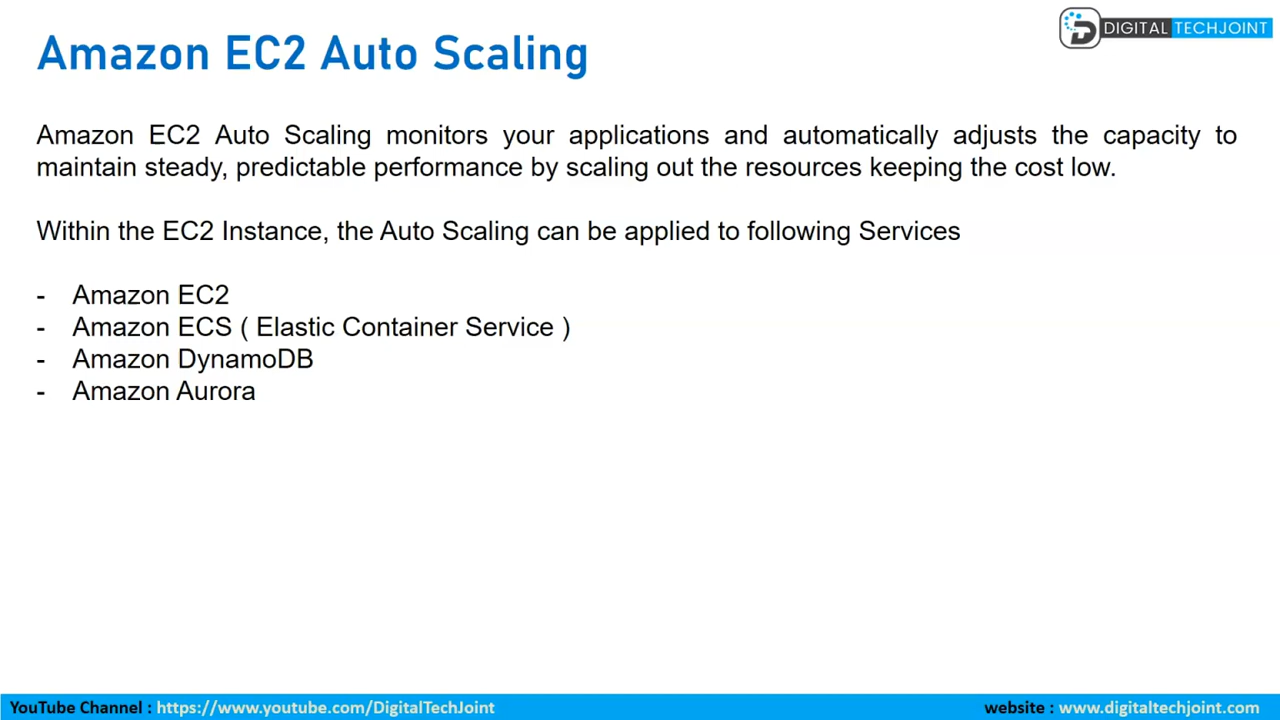 Amazon EC2 Auto Scaling
DIGITAL TECHJOINT
Amazon EC2 Auto Scaling monitors your applications and automatically adjusts the capacity to
maintain steady, predictable performance by scaling out the resources keeping the cost low.
Within the EC2 Instance, the Auto Scaling can be applied to following Services
- Amazon EC2
- Amazon ECS ( Elastic Container Service )
- Amazon DynamoDB
- Amazon Aurora
YouTube Channel : https://www.youtube.com/DigitalTechJoint website : www.digitaltechjoint.com